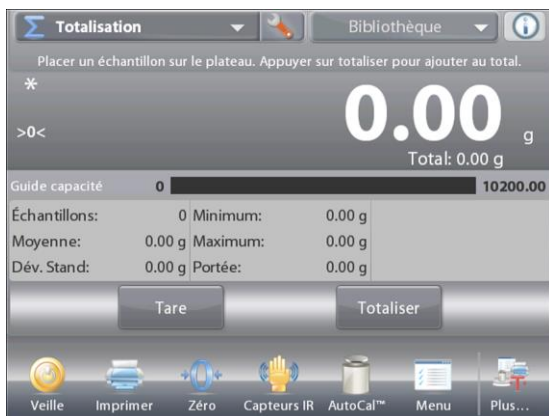 Σ Totalisation Bibliothèque
Placer un échantillon sur le plateau. Appuyer sur totaliser pour ajouter au total.
*
>0< 0.00 g
Total: 0.00 g
Guide capacité 0 10200.00
Échantillons: 0 Minimum: 0.00 g
Moyenne: 0.00 g Maximum: 0.00 g
Dév. Stand: 0.00 g Portée: 0.00 g
Tare Totaliser
Veille Imprimer Zéro Capteurs IR AutoCal™ Menu Plus...